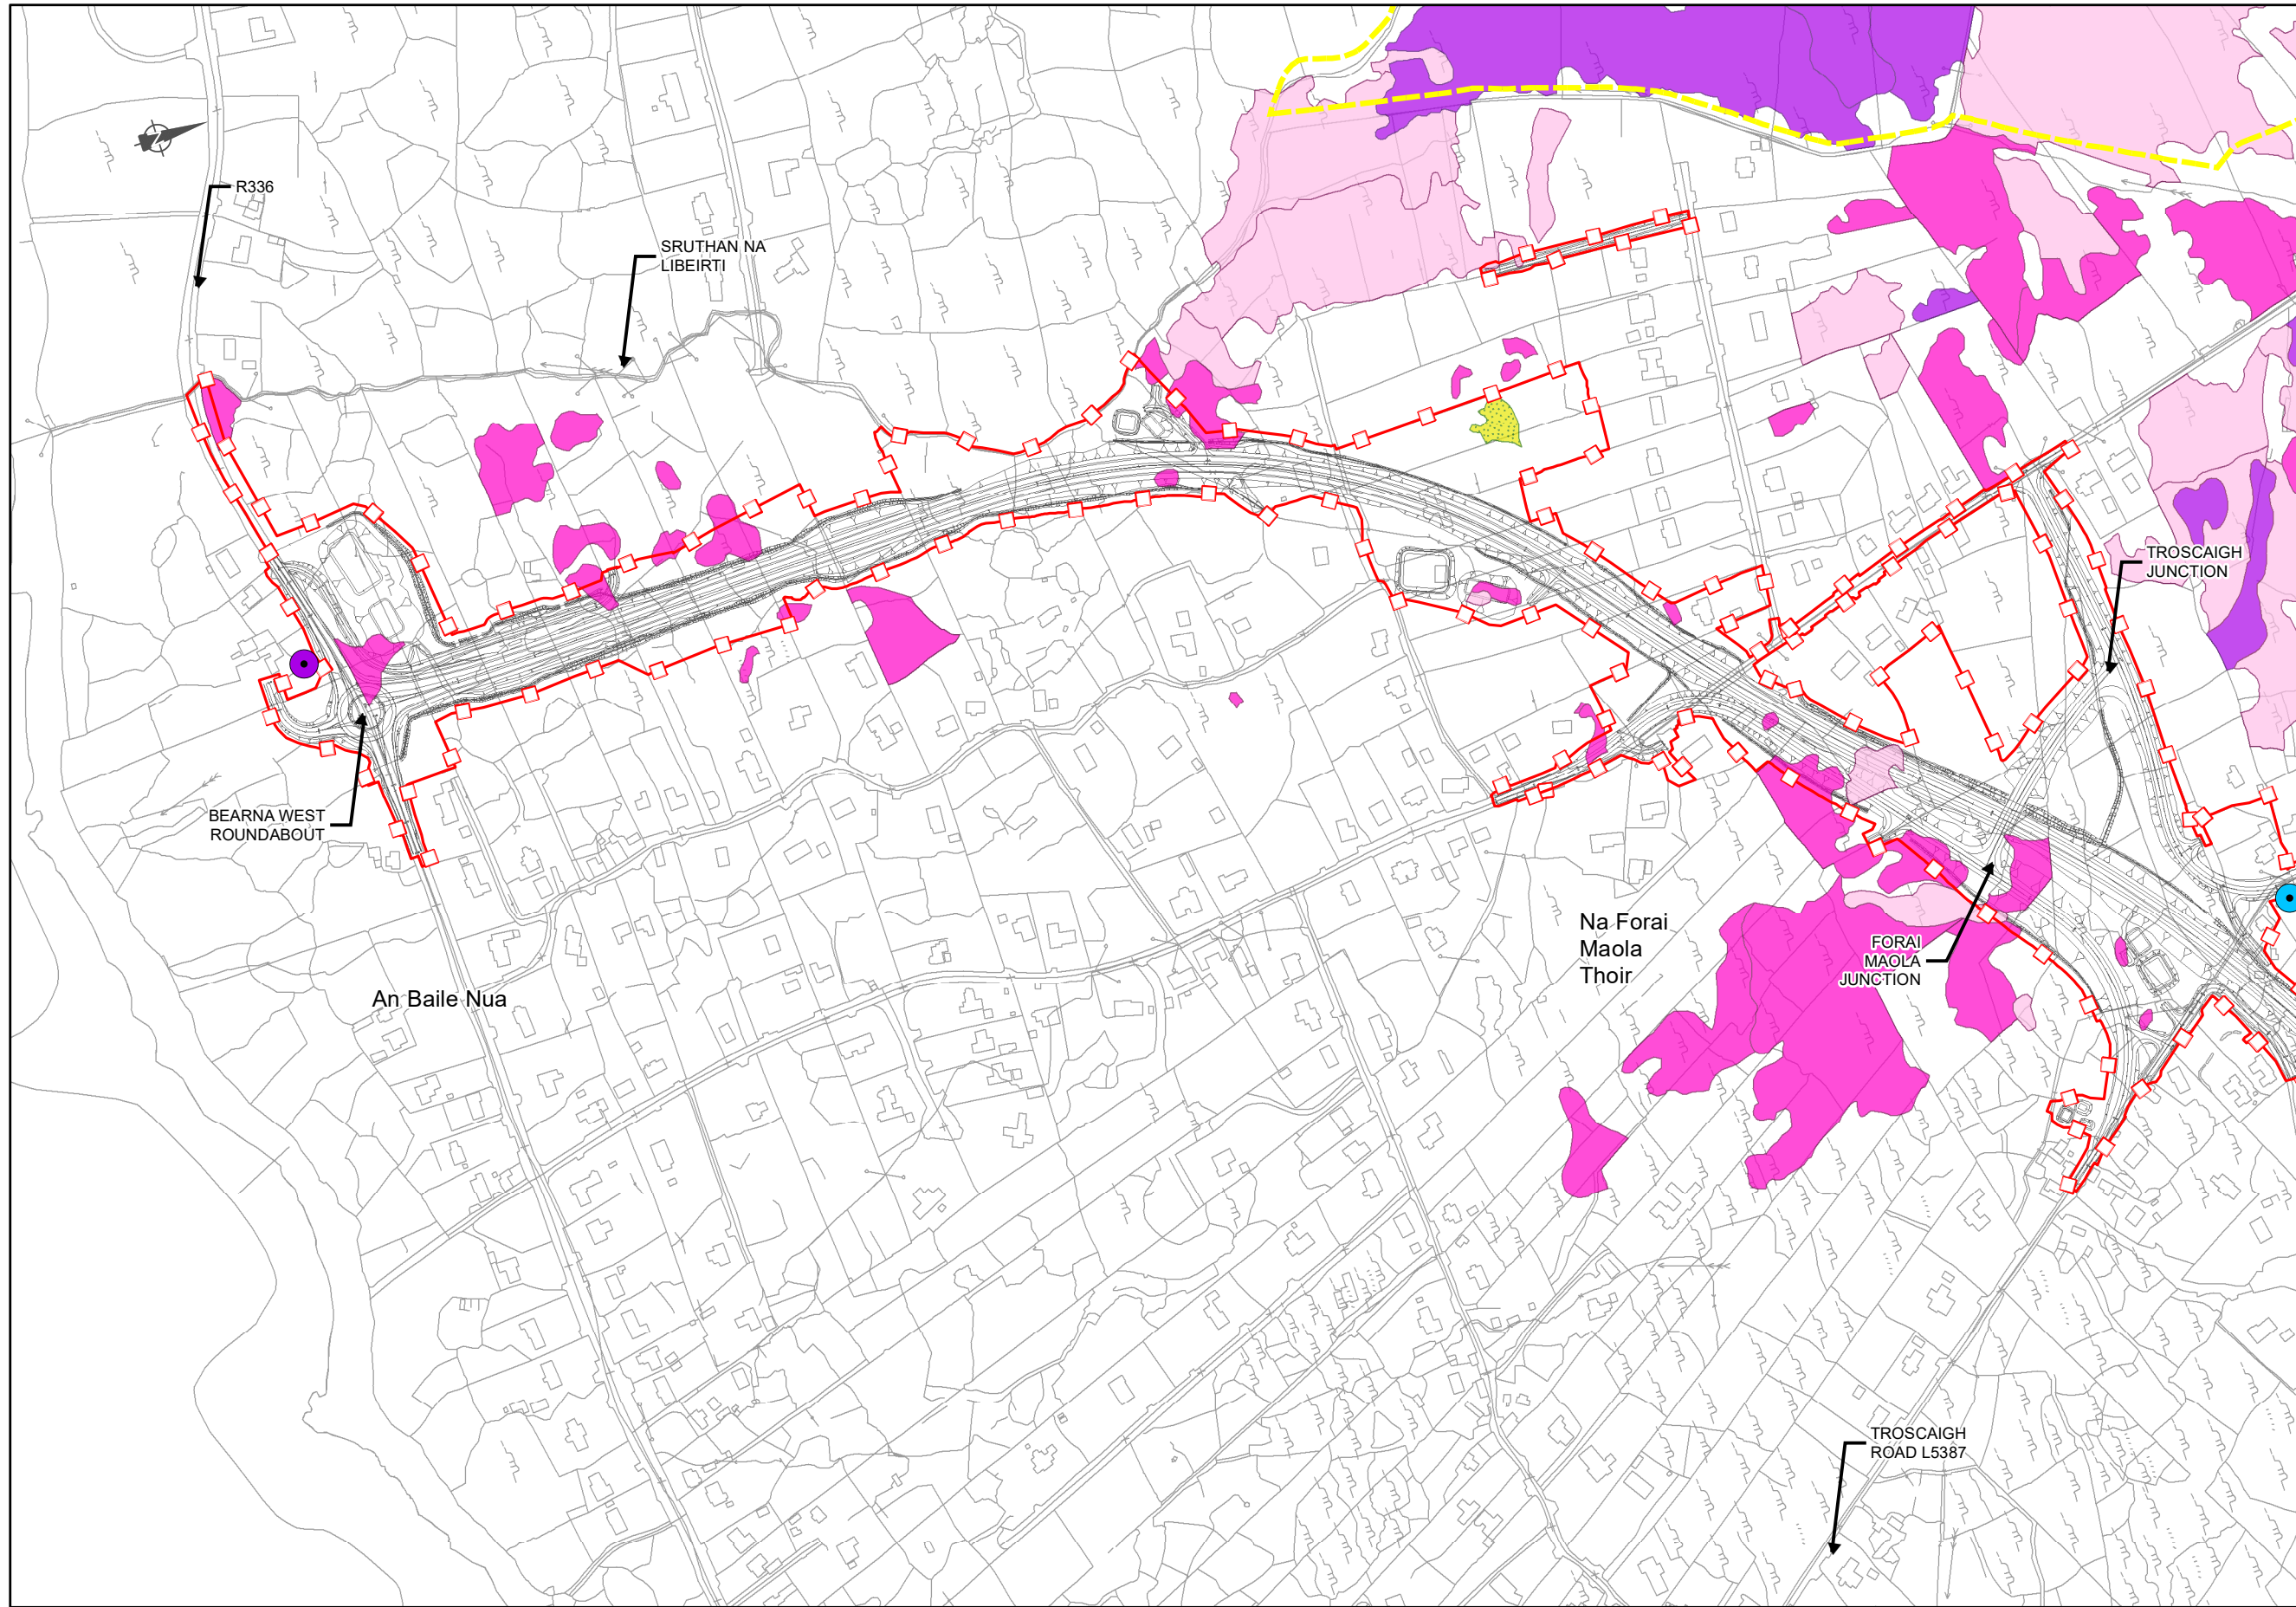 R336
SRUTHAN NA
LIBEIRTI
TROSCAIGH
JUNCTION
BEARNA WEST
ROUNDABOUT
Na Forai
Maola
Thoir
FORAI
MAOLA
JUNCTION
An Baile Nua
TROSCAIGH
ROAD L5387